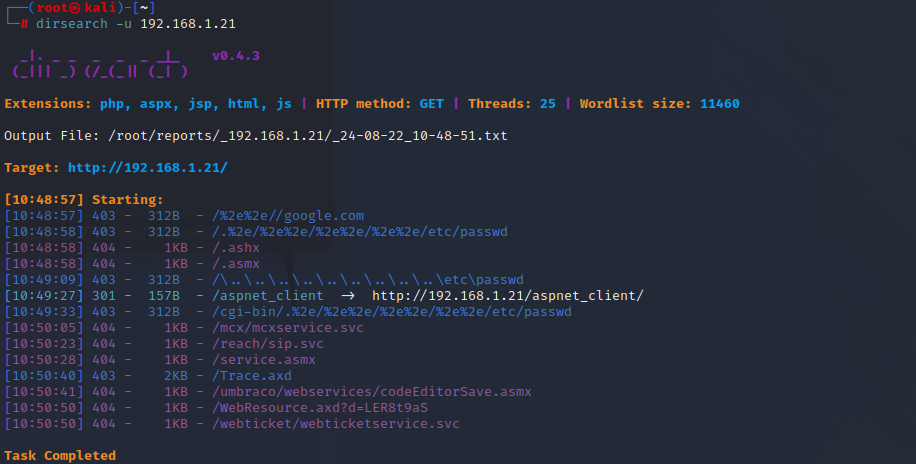 ┌──(root㉿kali)-[~]
└─# dirsearch -u 192.168.1.21
  _|. _ _  _  _  _ _|_    v0.4.3
 (_||| _) (/_(_|| (_| )
Extensions: php, aspx, jsp, html, js | HTTP method: GET | Threads: 25 | Wordlist size: 11460
Output File: /root/reports/_192.168.1.21/_24-08-22_10-48-51.txt
Target: http://192.168.1.21/
[10:48:57] Starting:
[10:48:57] 403 -  312B  - /%2e%2e//google.com
[10:48:58] 403 -  312B  - /.%2e/%2e%2e/%2e%2e/%2e%2e/etc/passwd
[10:48:58] 404 -    1KB - /.ashx
[10:48:58] 404 -    1KB - /.asmx
[10:49:09] 403 -  312B  - /\..\..\..\..\..\..\..\..\..\etc\passwd
[10:49:27] 301 -  157B  - /aspnet_client  ->  http://192.168.1.21/aspnet_client/
[10:49:33] 403 -  312B  - /cgi-bin/.%2e/%2e%2e/%2e%2e/%2e%2e/etc/passwd
[10:50:05] 404 -    1KB - /mcx/mcxservice.svc
[10:50:23] 404 -    1KB - /reach/sip.svc
[10:50:28] 404 -    1KB - /service.asmx
[10:50:40] 403 -    2KB - /Trace.axd
[10:50:41] 404 -    1KB - /umbraco/webservices/codeEditorSave.asmx
[10:50:50] 404 -    1KB - /WebResource.axd?d=LER8t9aS
[10:50:50] 404 -    1KB - /webticket/webticketservice.svc
Task Completed